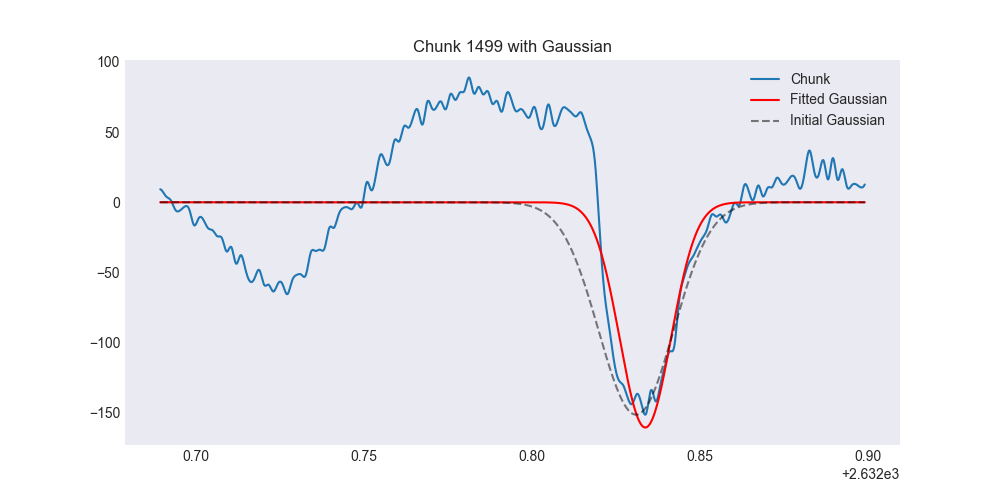 Chunk 1499 with Gaussian
100
50
0
−50
−100
−150
Chunk
Fitted Gaussian
Initial Gaussian
0.70 0.75 0.80 0.85 0.90
+2.632e3